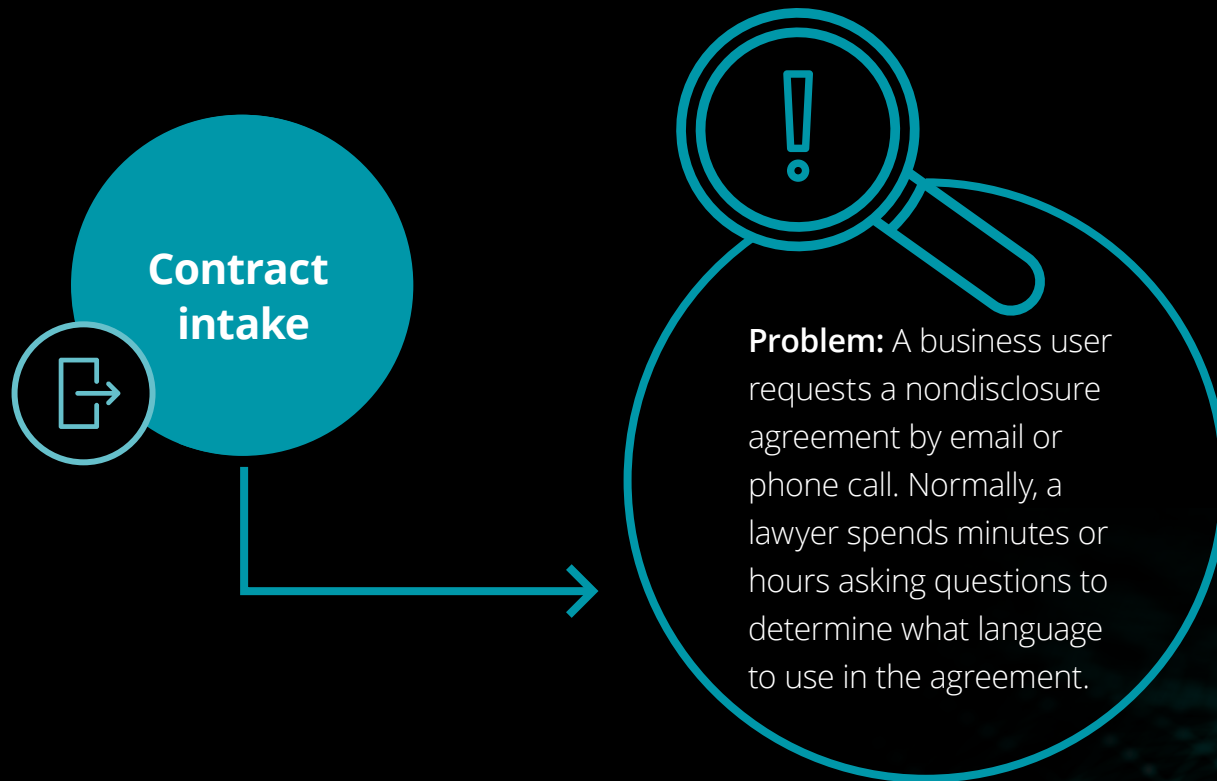 Contract
intake
Problem: A business user
requests a nondisclosure
agreement by email or
phone call. Normally, a
lawyer spends minutes or
hours asking questions to
determine what language
to use in the agreement.